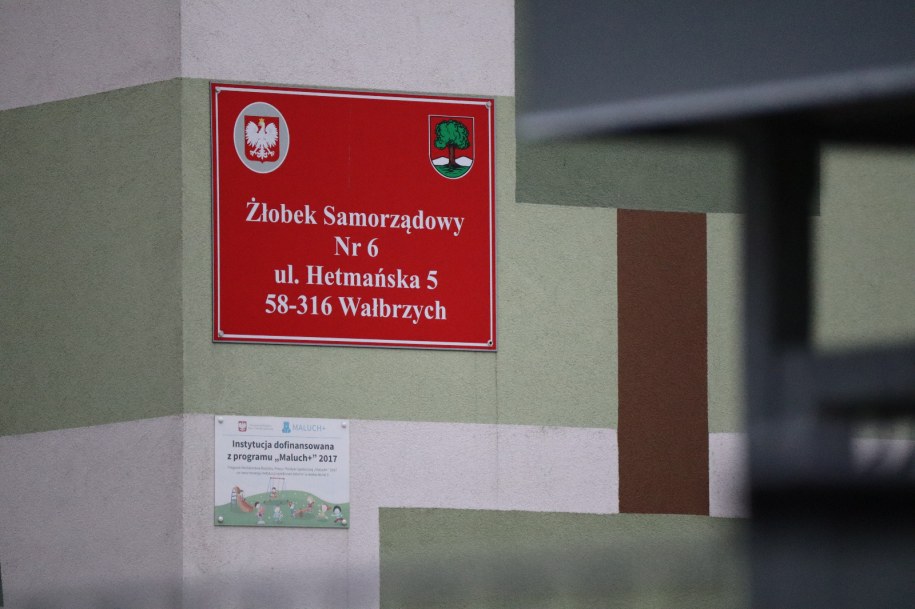 Żłobek Samorządowy
Nr 6
ul. Hetmańska 5
58-316 Wałbrzych
MALUCH+
Instytucja dofinansowana
z programu „Maluch+” 2017